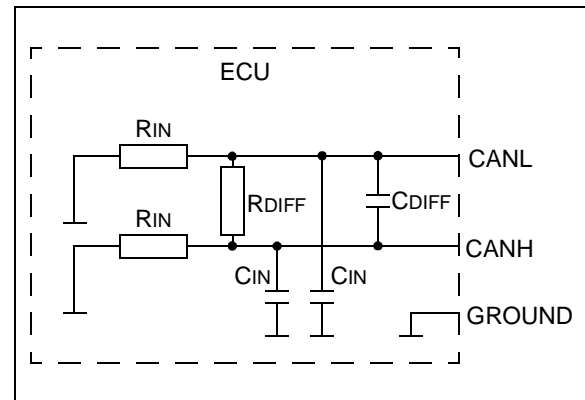 ECU
RIN
CANL
RDIFF
CDIFF
RIN
CANH
CIN
CIN
GROUND